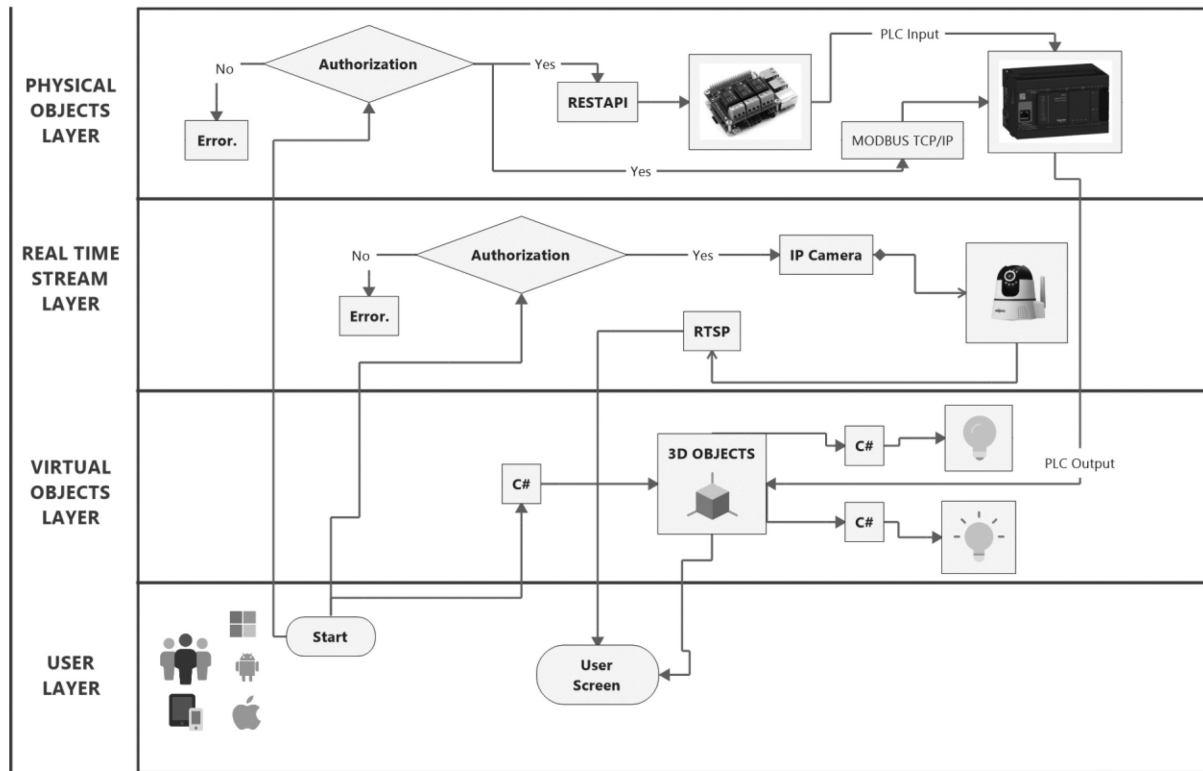 PHYSICAL
OBJECTS
LAYER
No
Authorization
Yes
PLC Input
Error.
RESTAPI
MODBUS TCP/IP
Yes
REAL TIME
STREAM
LAYER
No
Authorization
Yes
IP Camera
Error.
RTSP
VIRTUAL
OBJECTS
LAYER
C#
3D OBJECTS
C#
PLC Output
C#
USER
LAYER
Start
User
Screen